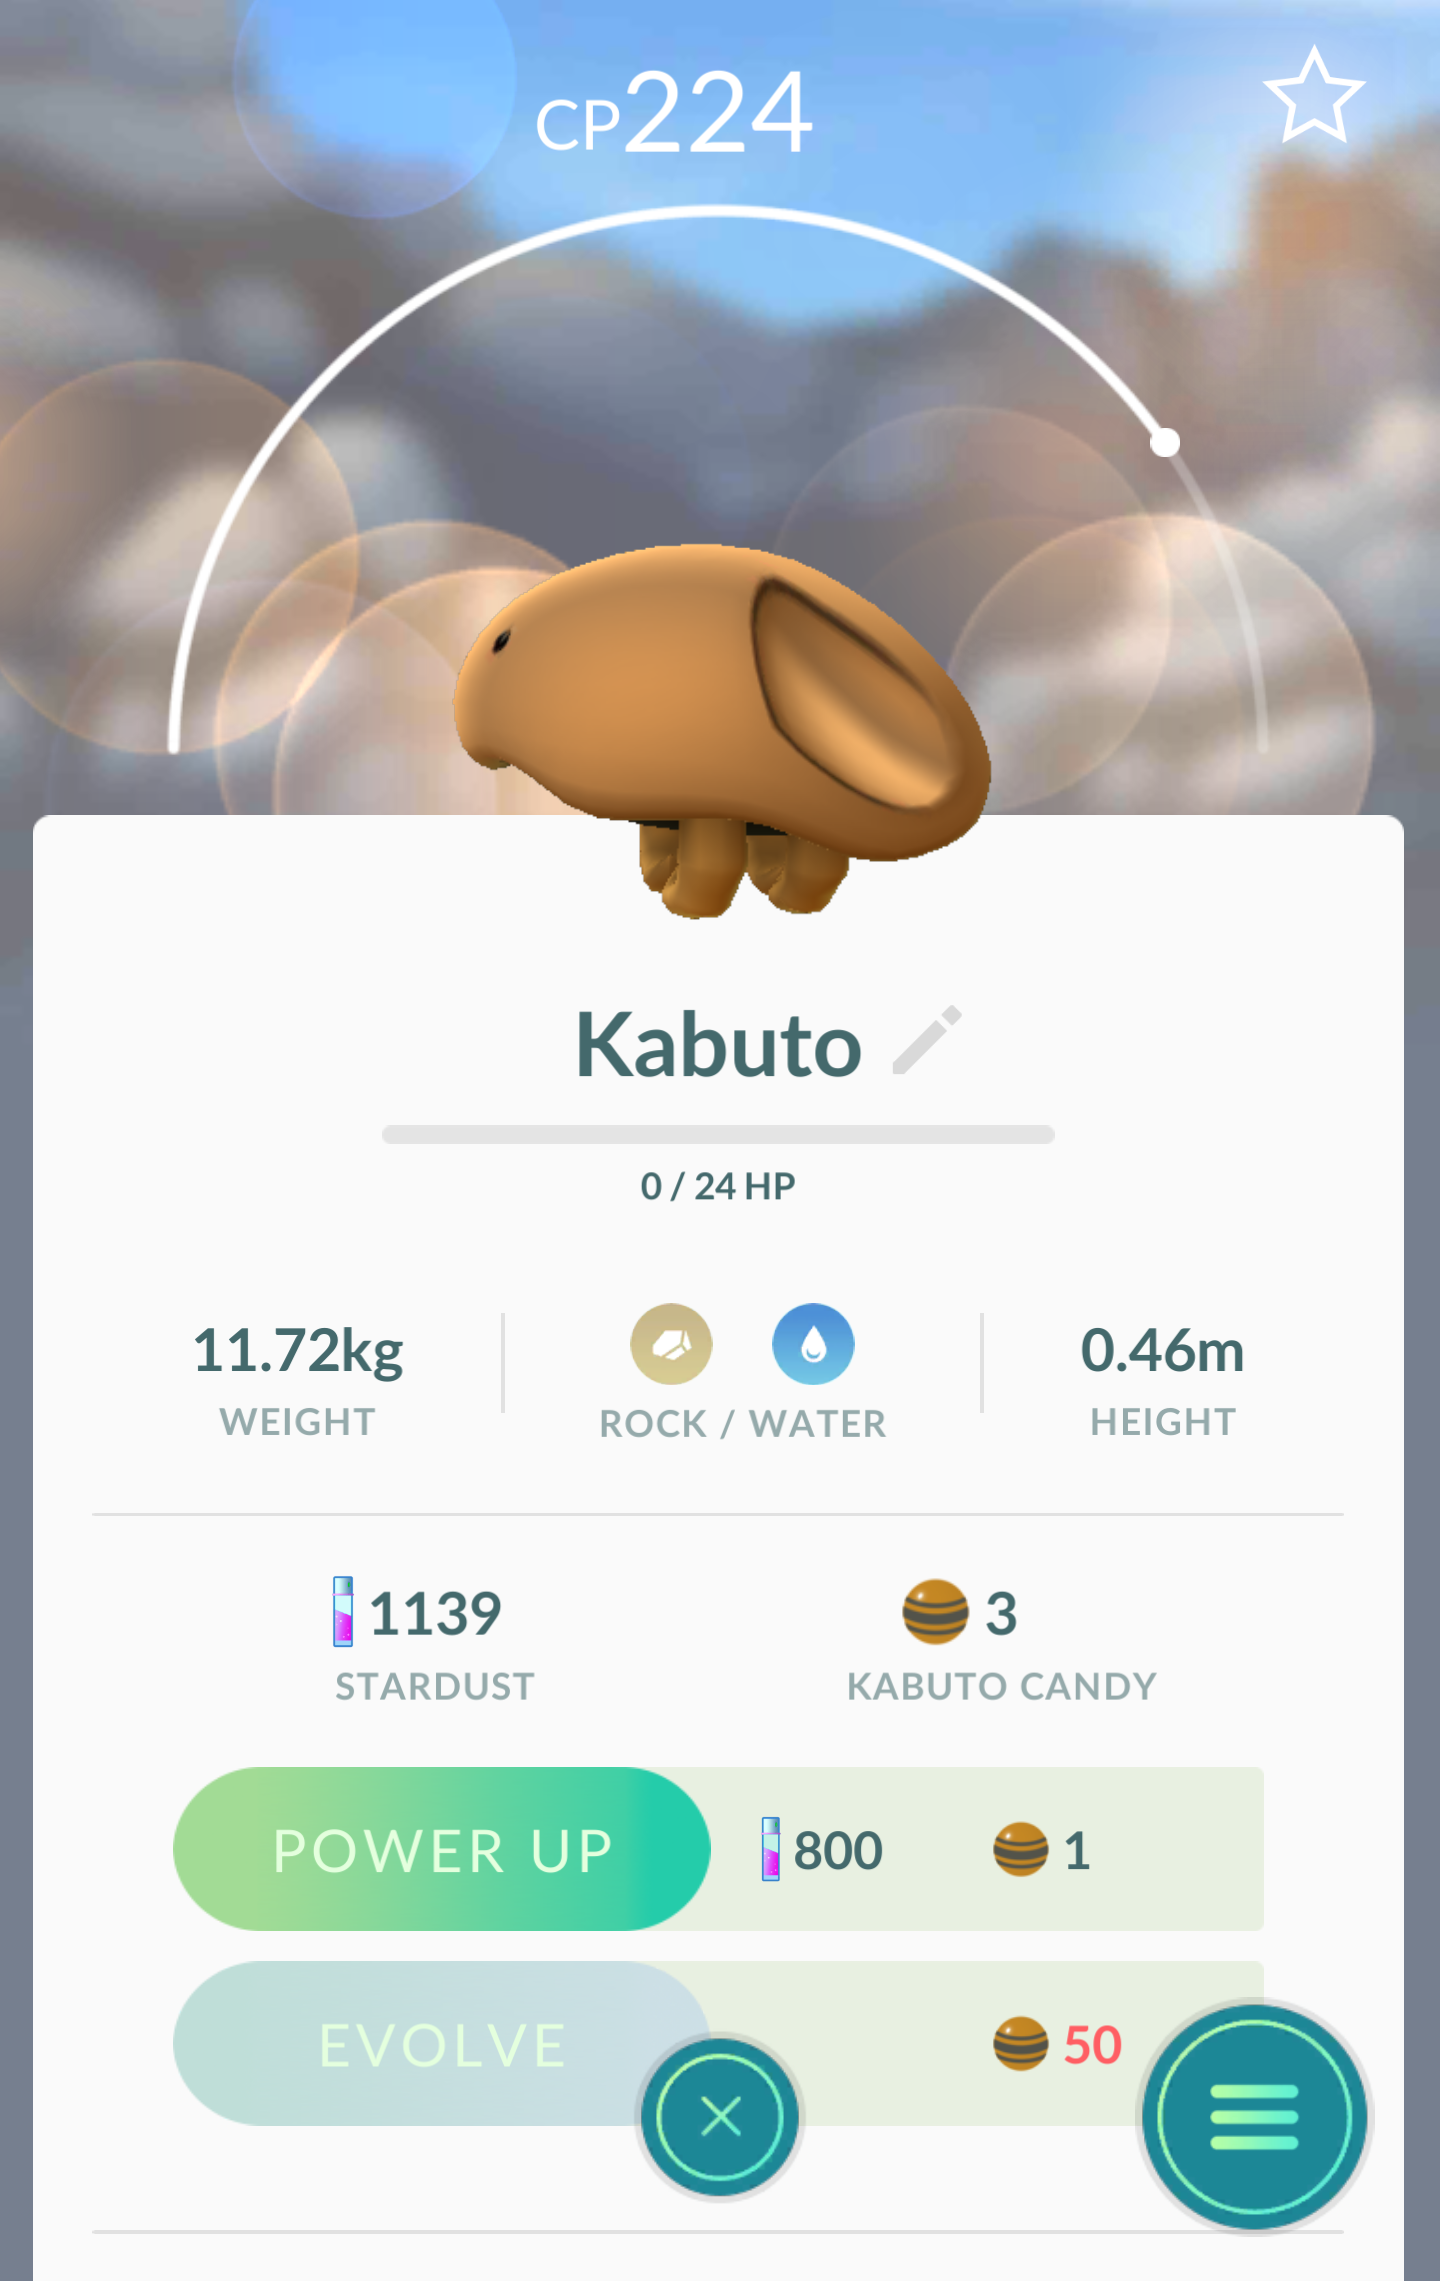 CP224
Kabuto
0 / 24 HP
11.72kg
WEIGHT
ROCK / WATER
0.46m
HEIGHT
1139
STARDUST
3
KABUTO CANDY
POWER UP 800 1
EVOLVE 50